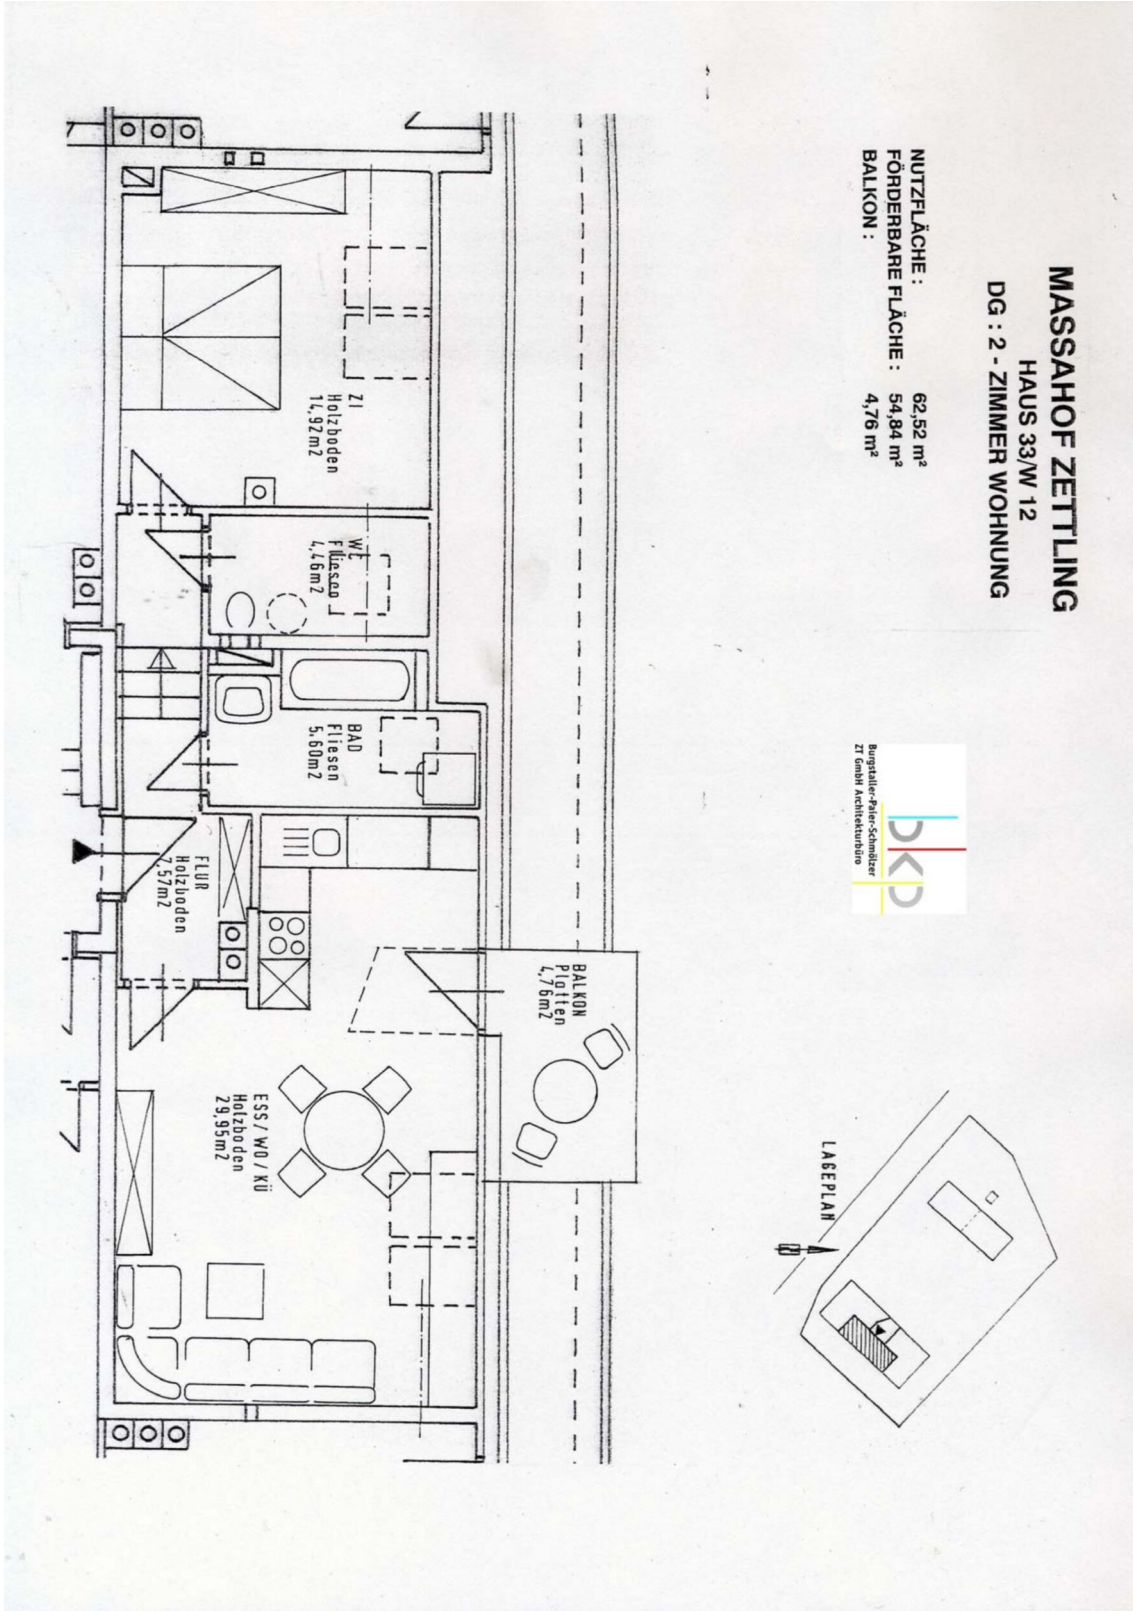 MASSAHOF ZETTLING
HAUS 33/W 12
DG : 2 - ZIMMER WOHNUNG
NUTZFLÄCHE : 62,52 m²
FÖRDERBARE FLÄCHE : 54,84 m²
BALKON : 4,76 m²
Burgstaller-Paier-Schmölzer
ZT GmbH Architekturbüro
LAGEPLAN
N
BALKON
Platten
4,76m2
ZI
Holzboden
14,92m2
WC
Fliesen
4,46m2
BAD
Fliesen
5.60m2
FLUR
Holzboden
7,57m2
ESS / WO / KÜ
Holzboden
29,95m2